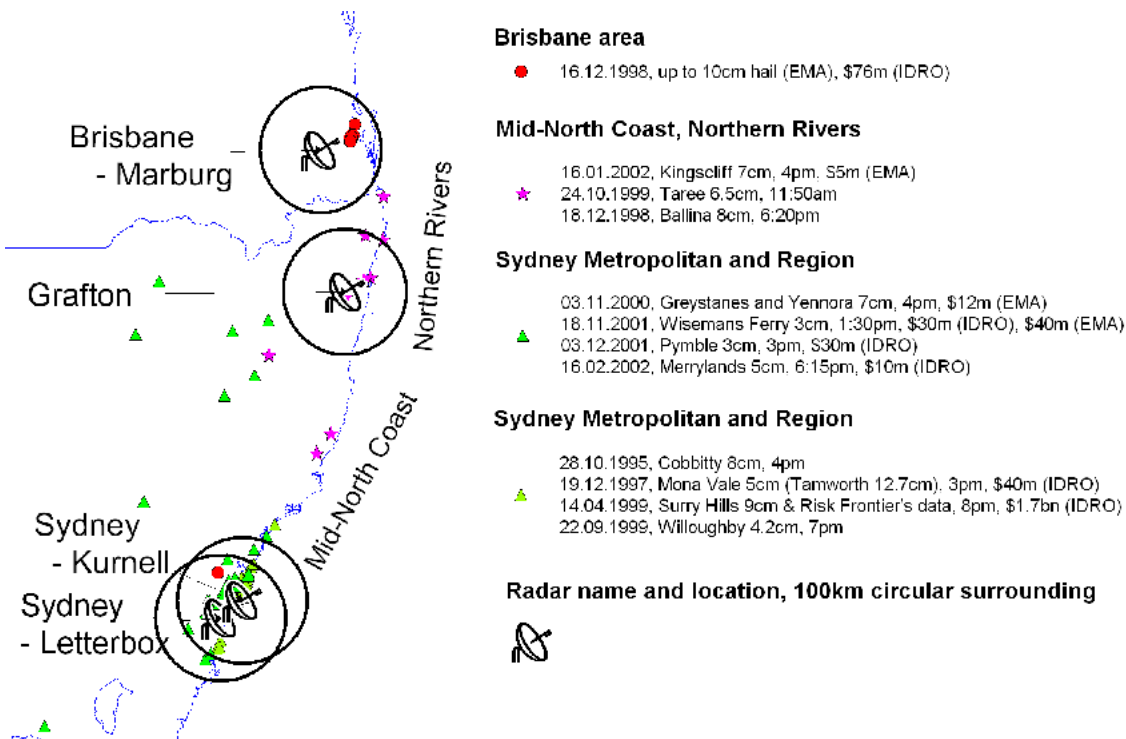 Brisbane
- Marburg
Grafton
Northern Rivers
Mid-North Coast
Sydney
- Kurnell
Sydney
- Letterbox
Brisbane area
16.12.1998, up to 10cm hail (EMA), $76m (IDRO)
Mid-North Coast, Northern Rivers
16.01.2002, Kingscliff 7cm, 4pm, $5m (EMA)
24.10.1999, Taree 6.5cm, 11:50am
18.12.1998, Ballina 8cm, 6:20pm
Sydney Metropolitan and Region
03.11.2000, Greystanes and Yennora 7cm, 4pm, $12m (EMA)
18.11.2001, Wisemans Ferry 3cm, 1:30pm, $30m (IDRO), $40m (EMA)
03.12.2001, Pymble 3cm, 3pm, $30m (IDRO)
16.02.2002, Merrylands 5cm. 6:15pm, $10m (IDRO)
Sydney Metropolitan and Region
28.10.1995, Cobbitty 8cm, 4pm
19.12.1997, Mona Vale 5cm (Tamworth 12.7cm), 3pm, $40m (IDRO)
14.04.1999, Surry Hills 9cm & Risk Frontier's data, 8pm, $1.7bn (IDRO)
22.09.1999, Willoughby 4.2cm, 7pm
Radar name and location, 100km circular surrounding